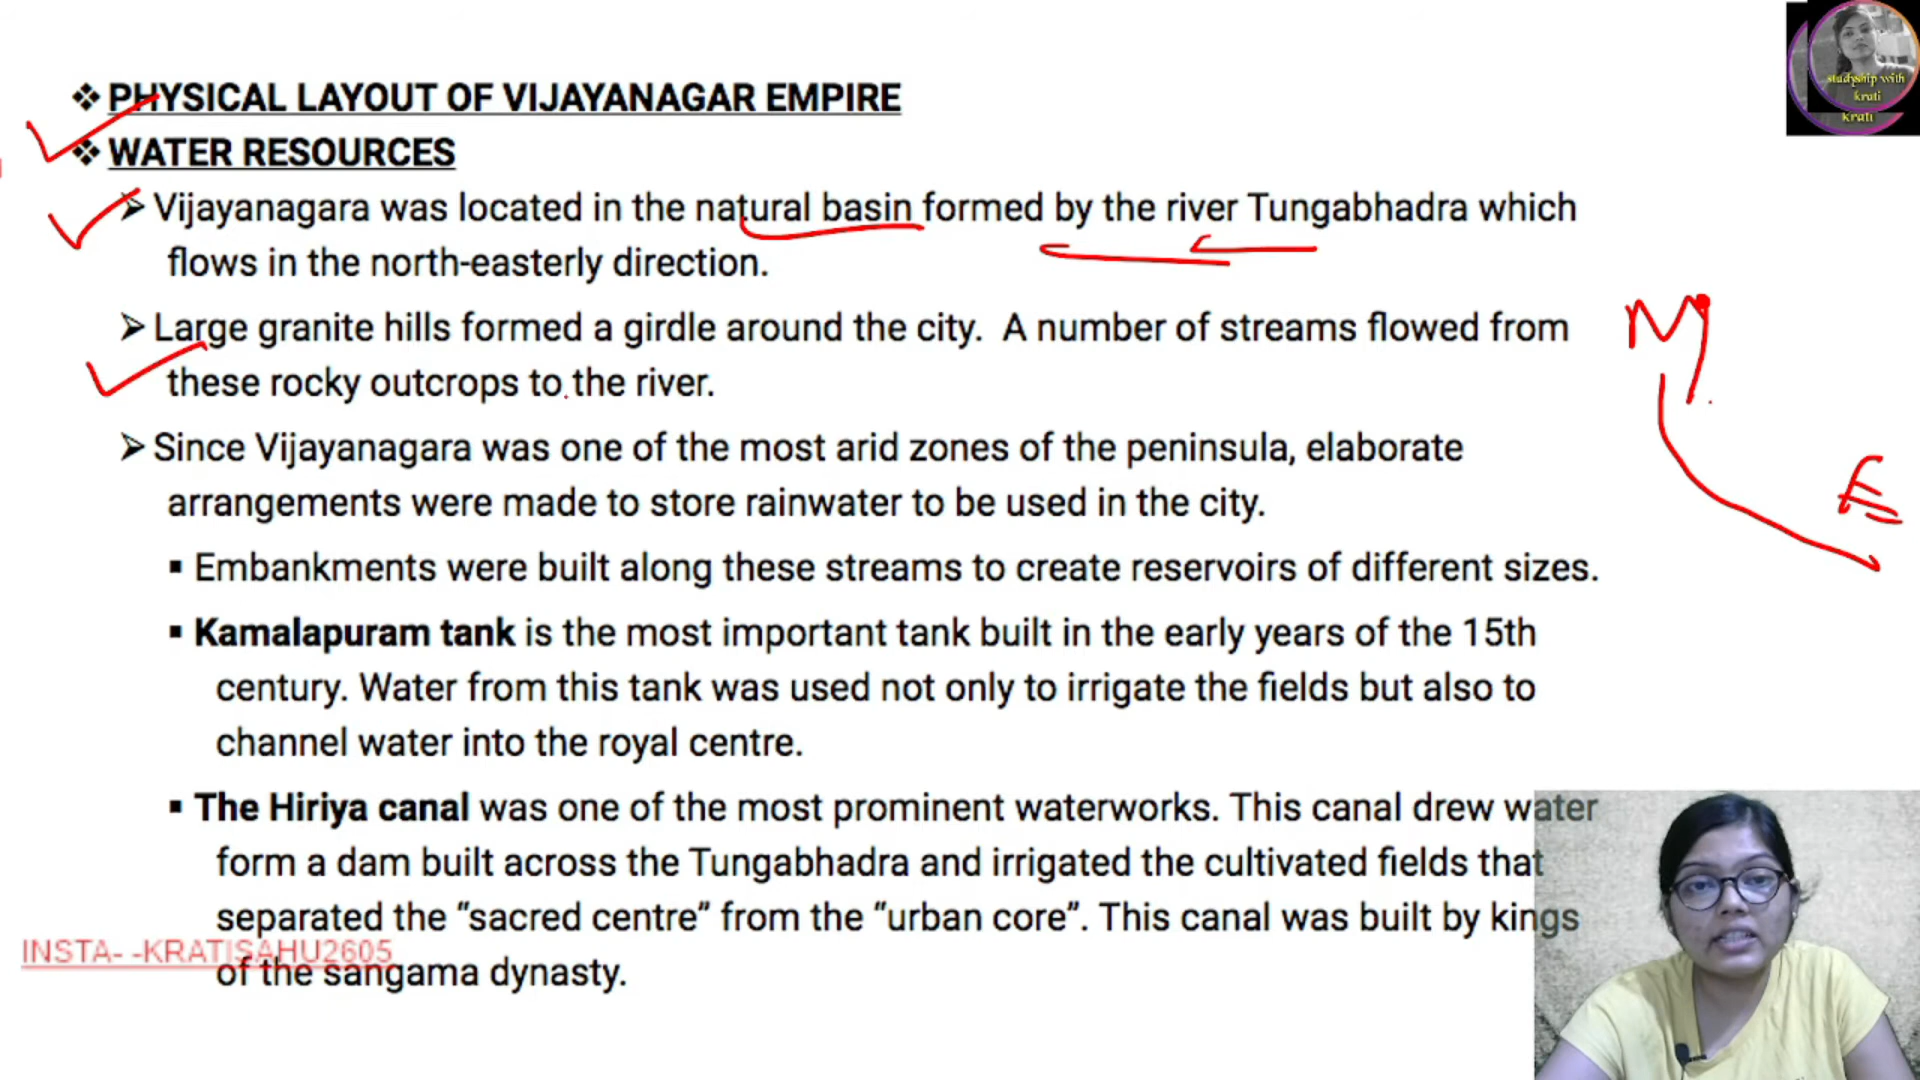 studyship with
krati
krati
❖ PHYSICAL LAYOUT OF VIJAYANAGAR EMPIRE
❖ WATER RESOURCES
➢ Vijayanagara was located in the natural basin formed by the river Tungabhadra which
flows in the north-easterly direction.
➢ Large granite hills formed a girdle around the city. A number of streams flowed from
these rocky outcrops to the river.
➢ Since Vijayanagara was one of the most arid zones of the peninsula, elaborate
arrangements were made to store rainwater to be used in the city.
▪ Embankments were built along these streams to create reservoirs of different sizes.
▪ Kamalapuram tank is the most important tank built in the early years of the 15th
century. Water from this tank was used not only to irrigate the fields but also to
channel water into the royal centre.
▪ The Hiriya canal was one of the most prominent waterworks. This canal drew water
form a dam built across the Tungabhadra and irrigated the cultivated fields that
separated the “sacred centre” from the “urban core”. This canal was built by kings
INSTA- -KRATISAHU2605
of the sangama dynasty.
E